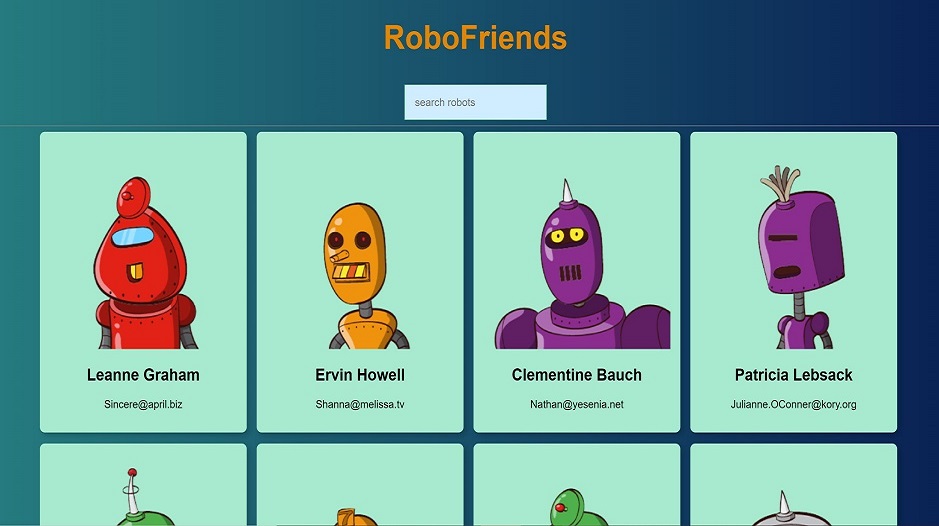 RoboFriends
search robots
Leanne Graham
Sincere@april.biz
Ervin Howell
Shanna@melissa.tv
Clementine Bauch
Nathan@yesenia.net
Patricia Lebsack
Julianne.OConner@kory.org